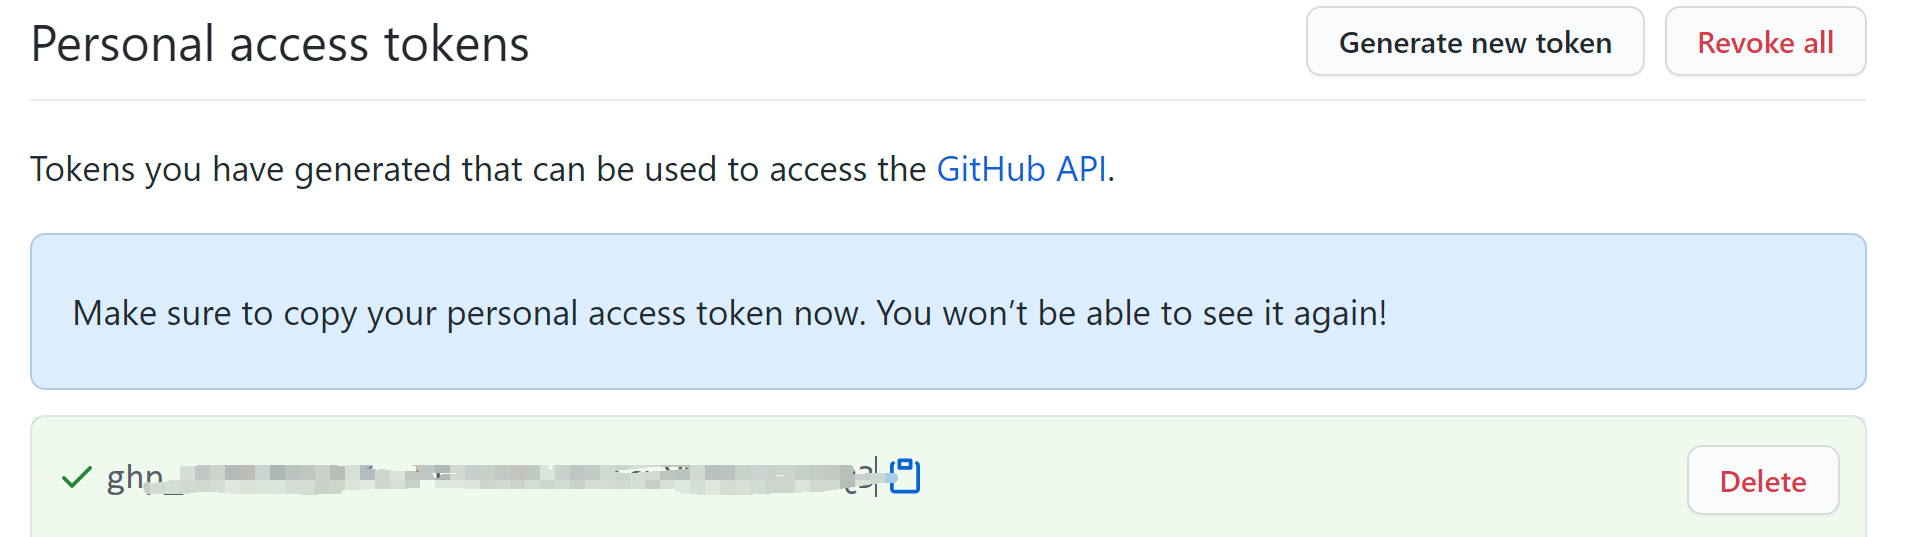 Personal access tokens
Generate new token
Revoke all
Tokens you have generated that can be used to access the GitHub API.
Make sure to copy your personal access token now. You won’t be able to see it again!
ghp_
Delete